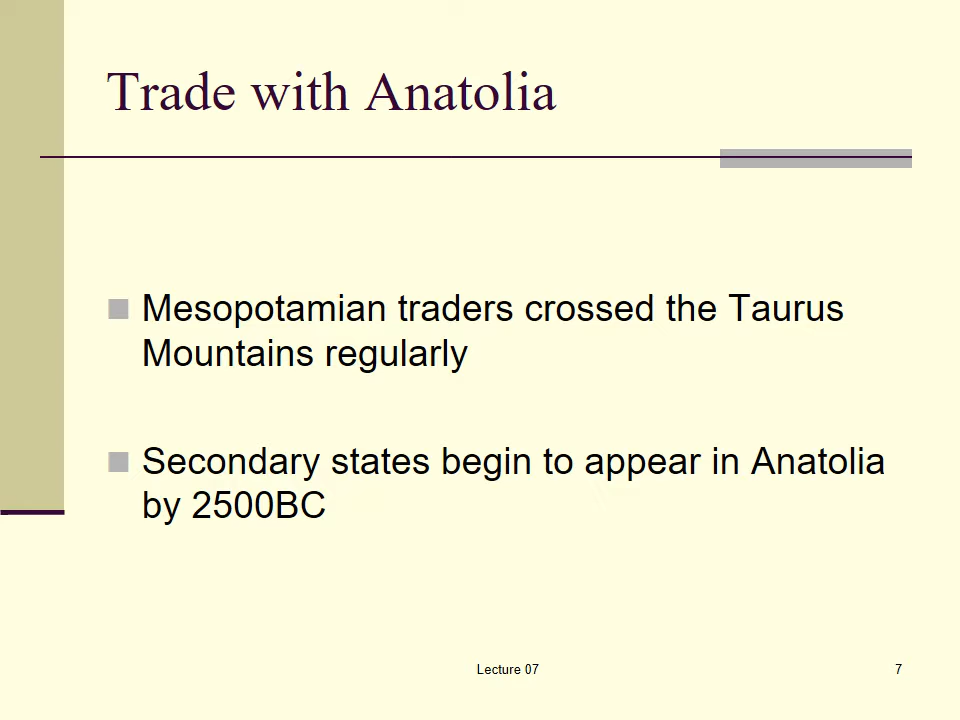 Trade with Anatolia
Mesopotamian traders crossed the Taurus
Mountains regularly
Secondary states begin to appear in Anatolia
by 2500BC
Lecture 07
7